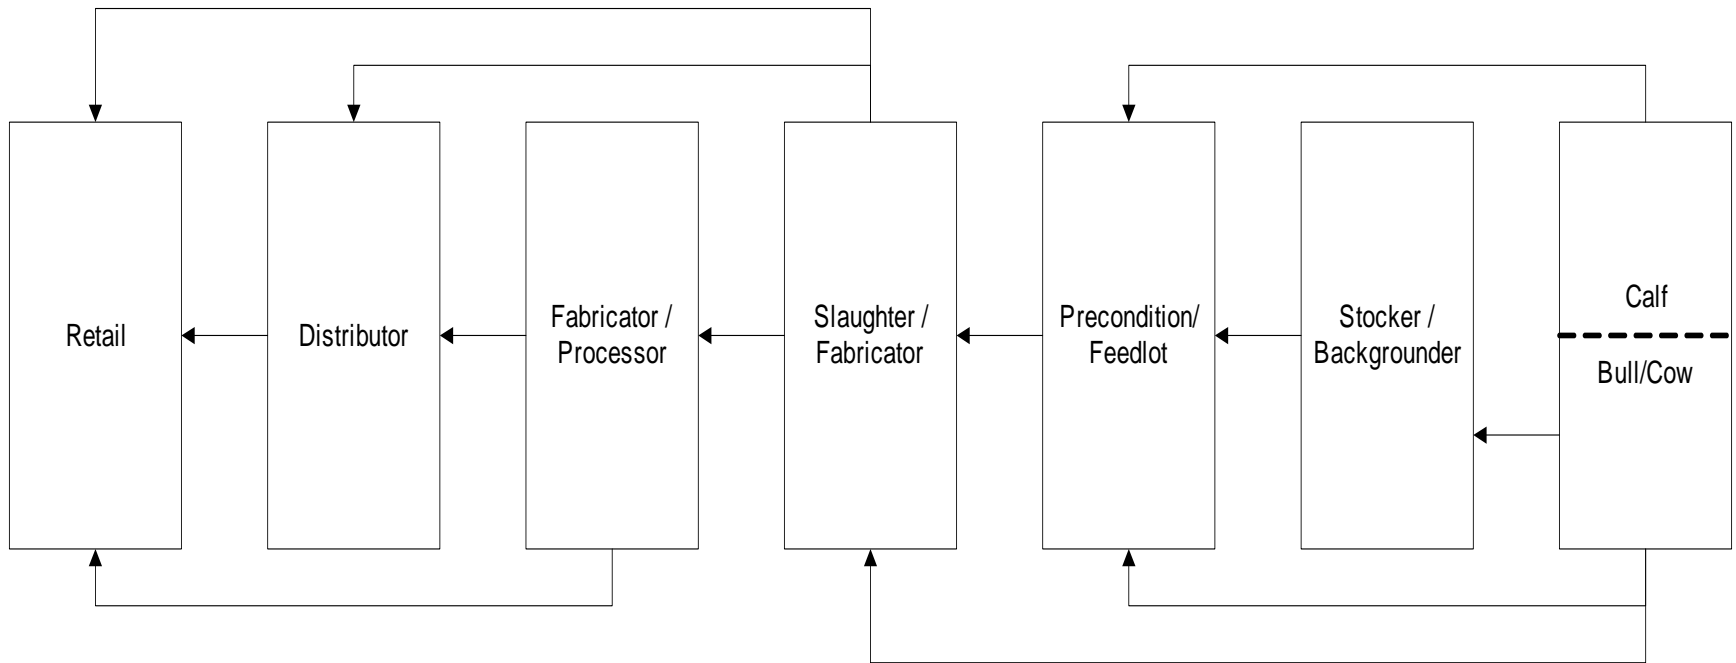 Retail
Distributor
Fabricator /
Processor
Slaughter /
Fabricator
Precondition/
Feedlot
Stocker /
Backgrounder
Calf
Bull/Cow